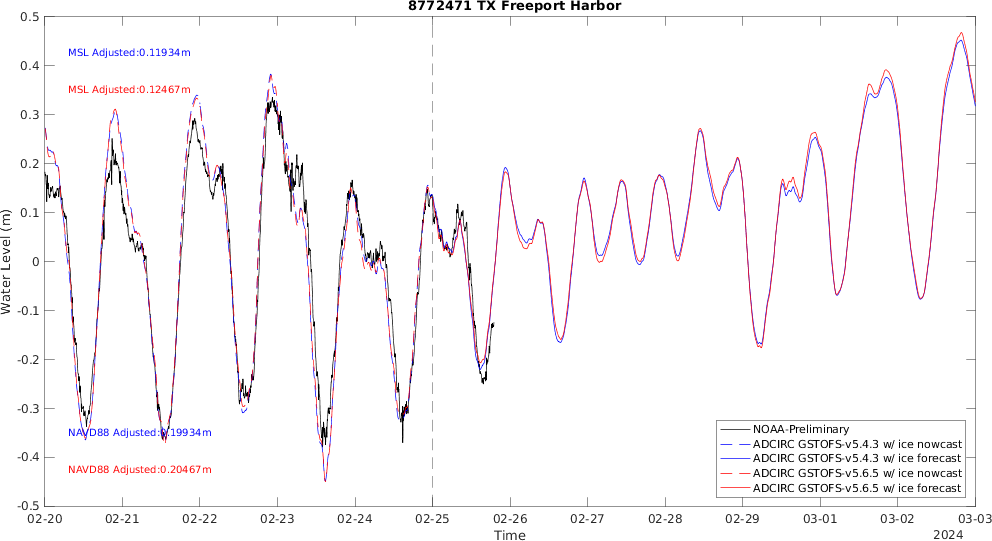 8772471 TX Freeport Harbor
0.5
0.4
0.3
0.2
0.1
0
-0.1
-0.2
-0.3
-0.4
-0.5
Water Level (m)
MSL Adjusted:0.11934m
MSL Adjusted:0.12467m
NAVD88 Adjusted:0.19934m
NAVD88 Adjusted:0.20467m
NOAA-Preliminary
ADCIRC GSTOFS-v5.4.3 w/ ice nowcast
ADCIRC GSTOFS-v5.4.3 w/ ice forecast
ADCIRC GSTOFS-v5.6.5 w/ ice nowcast
ADCIRC GSTOFS-v5.6.5 w/ ice forecast
02-20 02-21 02-22 02-23 02-24 02-25 02-26 02-27 02-28 02-29 03-01 03-02 03-03
Time
2024